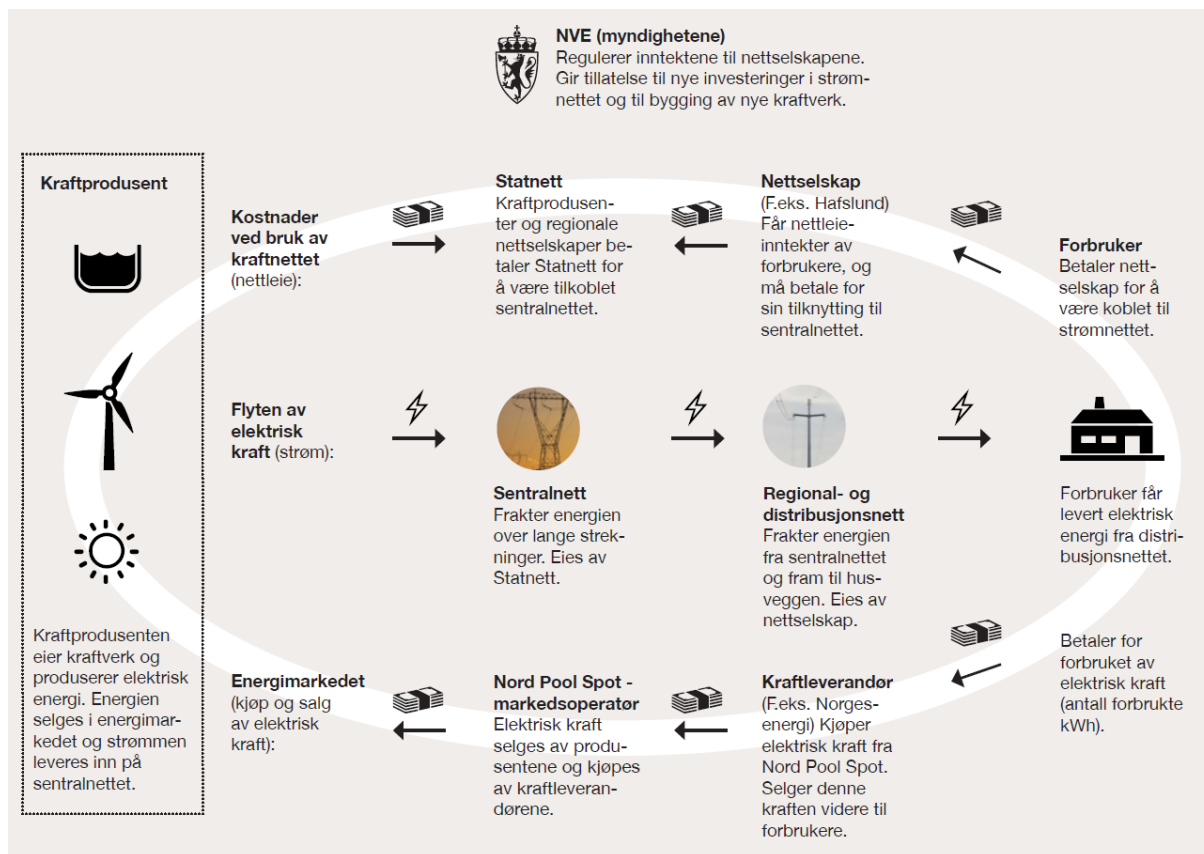 NVE (myndighetene)
Regulerer inntektene til nettselskapene.
Gir tillatelse til nye investeringer i strøm-
nettet og til bygging av nye kraftverk.
Kraftprodusent
Kraftprodusenten
eier kraftverk og
produserer elektrisk
energi. Energien
selges i energimar-
kedet og strømmen
leveres inn på
sentralnettet.
Kostnader
ved bruk av
kraftnettet
(nettleie):
Statnett
Kraftprodusen-
ter og regionale
nettselskaper be-
taler Statnett for
å være tilkoblet
sentralnettet.
Nettselskap
(F.eks. Hafslund)
Får nettleie-
inntekter av
forbrukere, og
må betale for
sin tilknytting til
sentralnettet.
Forbruker
Betaler nett-
selskap for å
være koblet til
strømnettet.
Flyten av
elektrisk
kraft (strøm):
Sentralnett
Frakter energien
over lange strek-
ninger. Eies av
Statnett.
Regional- og
distribusjonsnett
Frakter energien
fra sentralnettet
og fram til hus-
veggen. Eies av
nettselskap.
Forbruker får
levert elektrisk
energi fra distri-
busjonsnettet.
Energimarkedet
(kjøp og salg
av elektrisk
kraft):
Nord Pool Spot -
markedsoperatør
Elektrisk kraft
selges av produ-
sentene og kjøpes
av kraftleveran-
dørene.
Kraftleverandør
(F.eks. Norges-
energi) Kjøper
elektrisk kraft fra
Nord Pool Spot.
Selger denne
kraften videre til
forbrukere.
Betaler for
forbruket av
elektrisk kraft
(antall forbrukte
kWh).